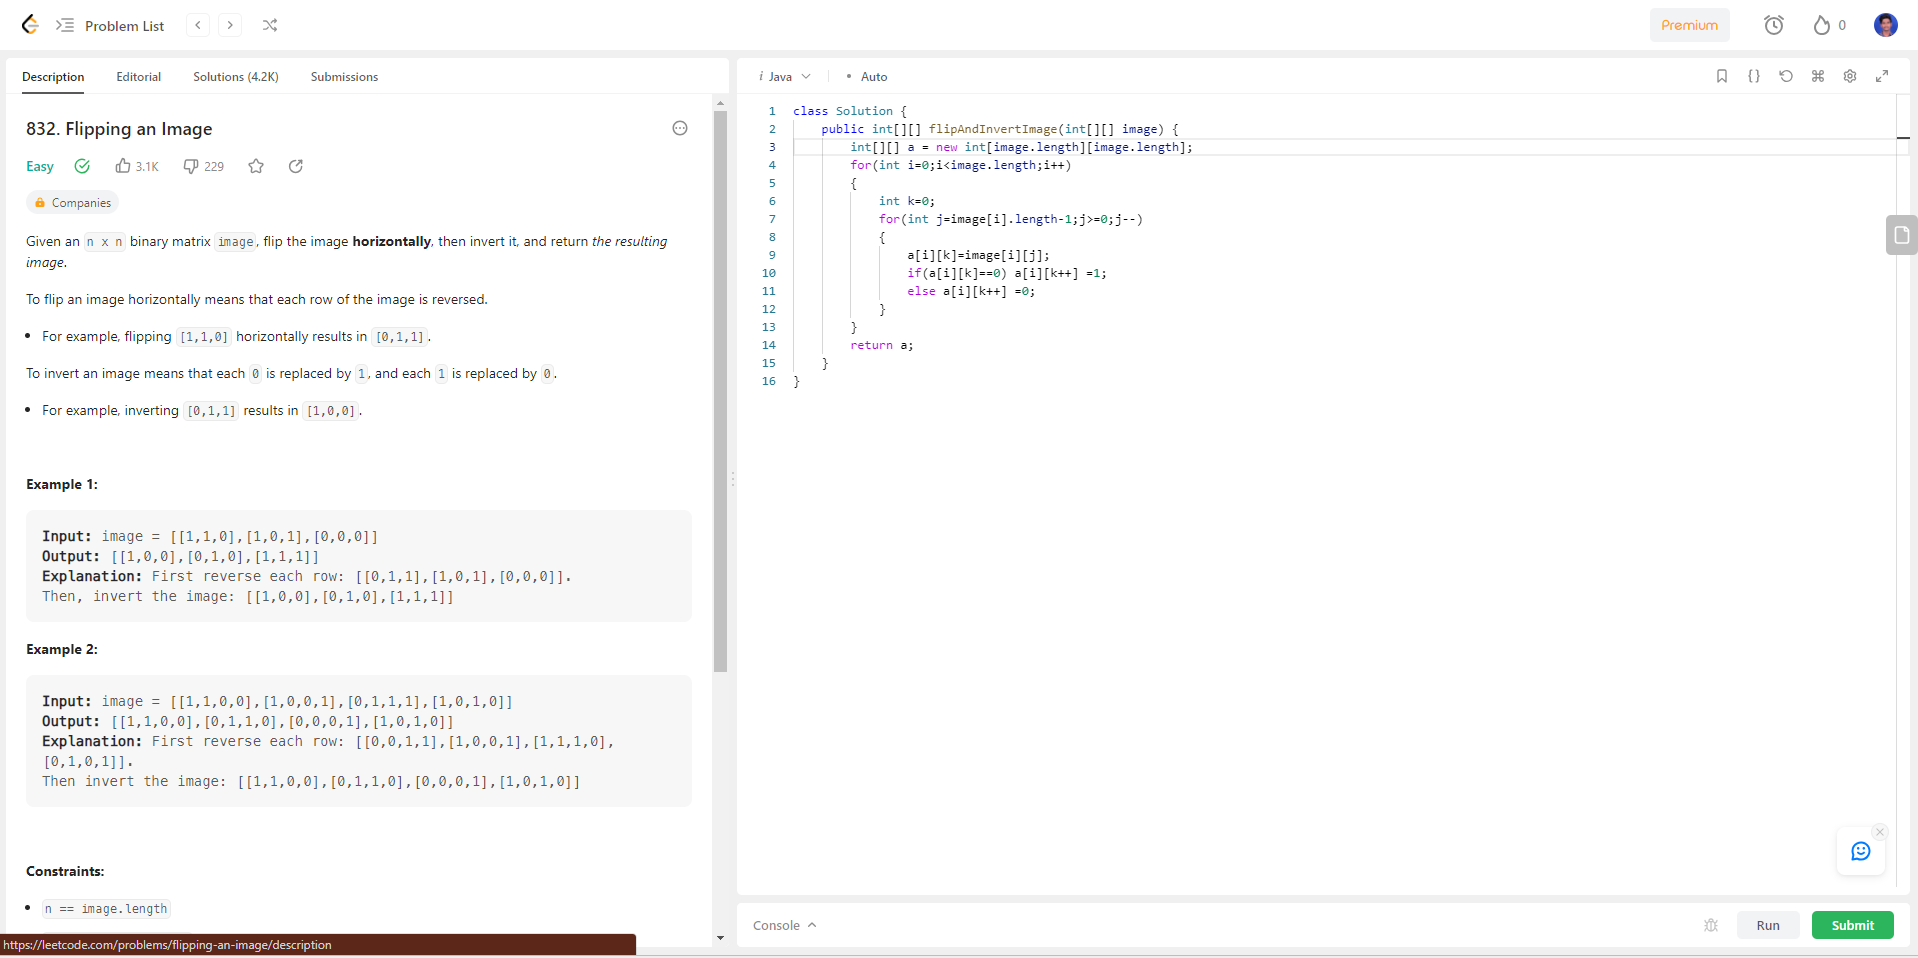 Problem List
Premium
0
Description Editorial Solutions (4.2K) Submissions
832. Flipping an Image
Easy 3.1K 229
Companies
Given an n x n binary matrix image, flip the image horizontally, then invert it, and return the resulting
image.
To flip an image horizontally means that each row of the image is reversed.
• For example, flipping [1,1,0] horizontally results in [0,1,1].
To invert an image means that each 0 is replaced by 1, and each 1 is replaced by 0.
• For example, inverting [0,1,1] results in [1,0,0].
Example 1:
Input: image = [[1,1,0],[1,0,1],[0,0,0]]
Output: [[1,0,0],[0,1,0],[1,1,1]]
Explanation: First reverse each row: [[0,1,1],[1,0,1],[0,0,0]].
Then, invert the image: [[1,0,0],[0,1,0],[1,1,1]]
Example 2:
Input: image = [[1,1,0,0],[1,0,0,1],[0,1,1,1],[1,0,1,0]]
Output: [[1,1,0,0],[0,1,1,0],[0,0,0,1],[1,0,1,0]]
Explanation: First reverse each row: [[0,0,1,1],[1,0,0,1],[1,1,1,0],
[0,1,0,1]].
Then invert the image: [[1,1,0,0],[0,1,1,0],[0,0,0,1],[1,0,1,0]]
Constraints:
• n == image.length
https://leetcode.com/problems/flipping-an-image/description
i Java • Auto
1 class Solution {
2     public int[][] flipAndInvertImage(int[][] image) {
3         int[][] a = new int[image.length][image.length];
4         for(int i=0;i<image.length;i++)
5         {
6             int k=0;
7             for(int j=image[i].length-1;j>=0;j--)
8             {
9                 a[i][k]=image[i][j];
10                 if(a[i][k]==0) a[i][k++] =1;
11                 else a[i][k++] =0;
12             }
13         }
14         return a;
15     }
16 }
Console
Run
Submit